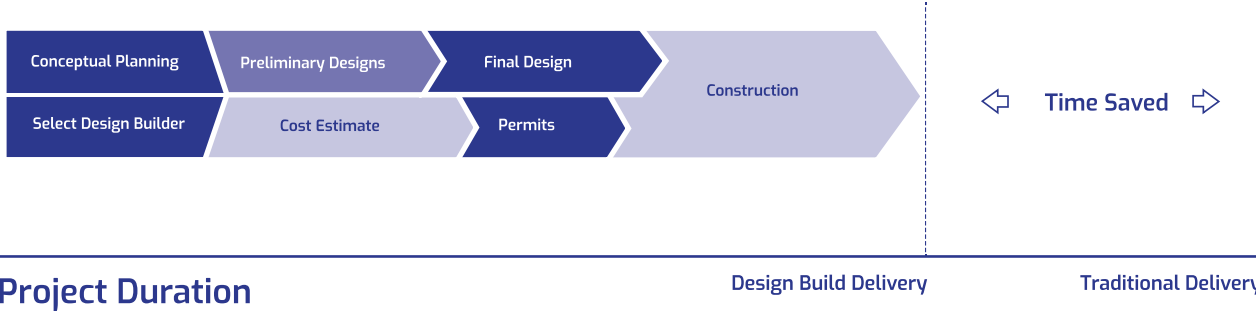 Conceptual Planning
Preliminary Designs
Final Design
Construction
Select Design Builder
Cost Estimate
Permits
Time Saved
Project Duration
Design Build Delivery
Traditional Delivery